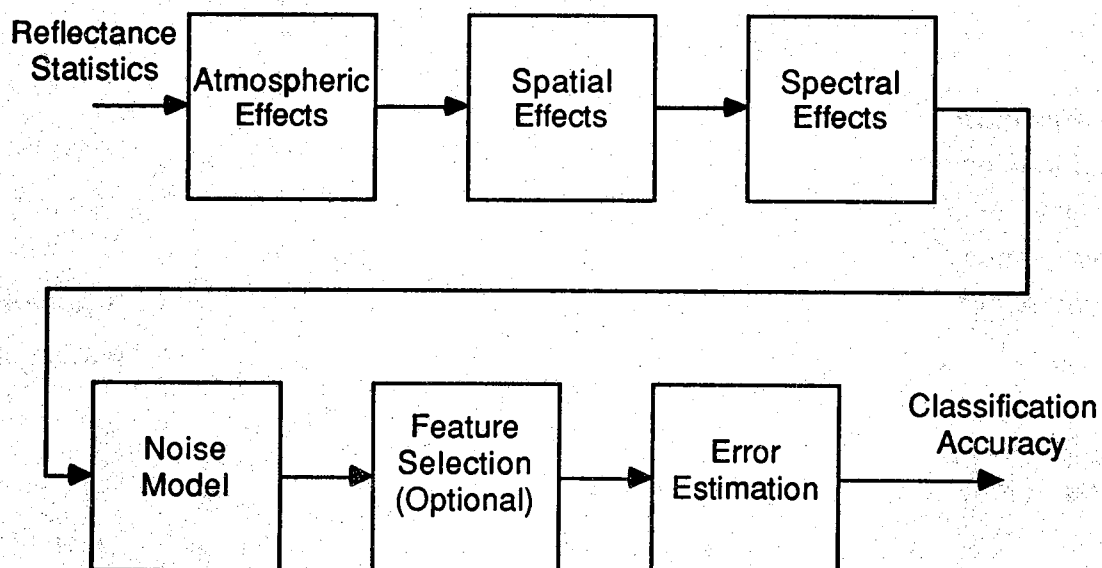 Reflectance
Statistics
Atmospheric
Effects
Spatial
Effects
Spectral
Effects
Noise
Model
Feature
Selection
(Optional)
Error
Estimation
Classification
Accuracy